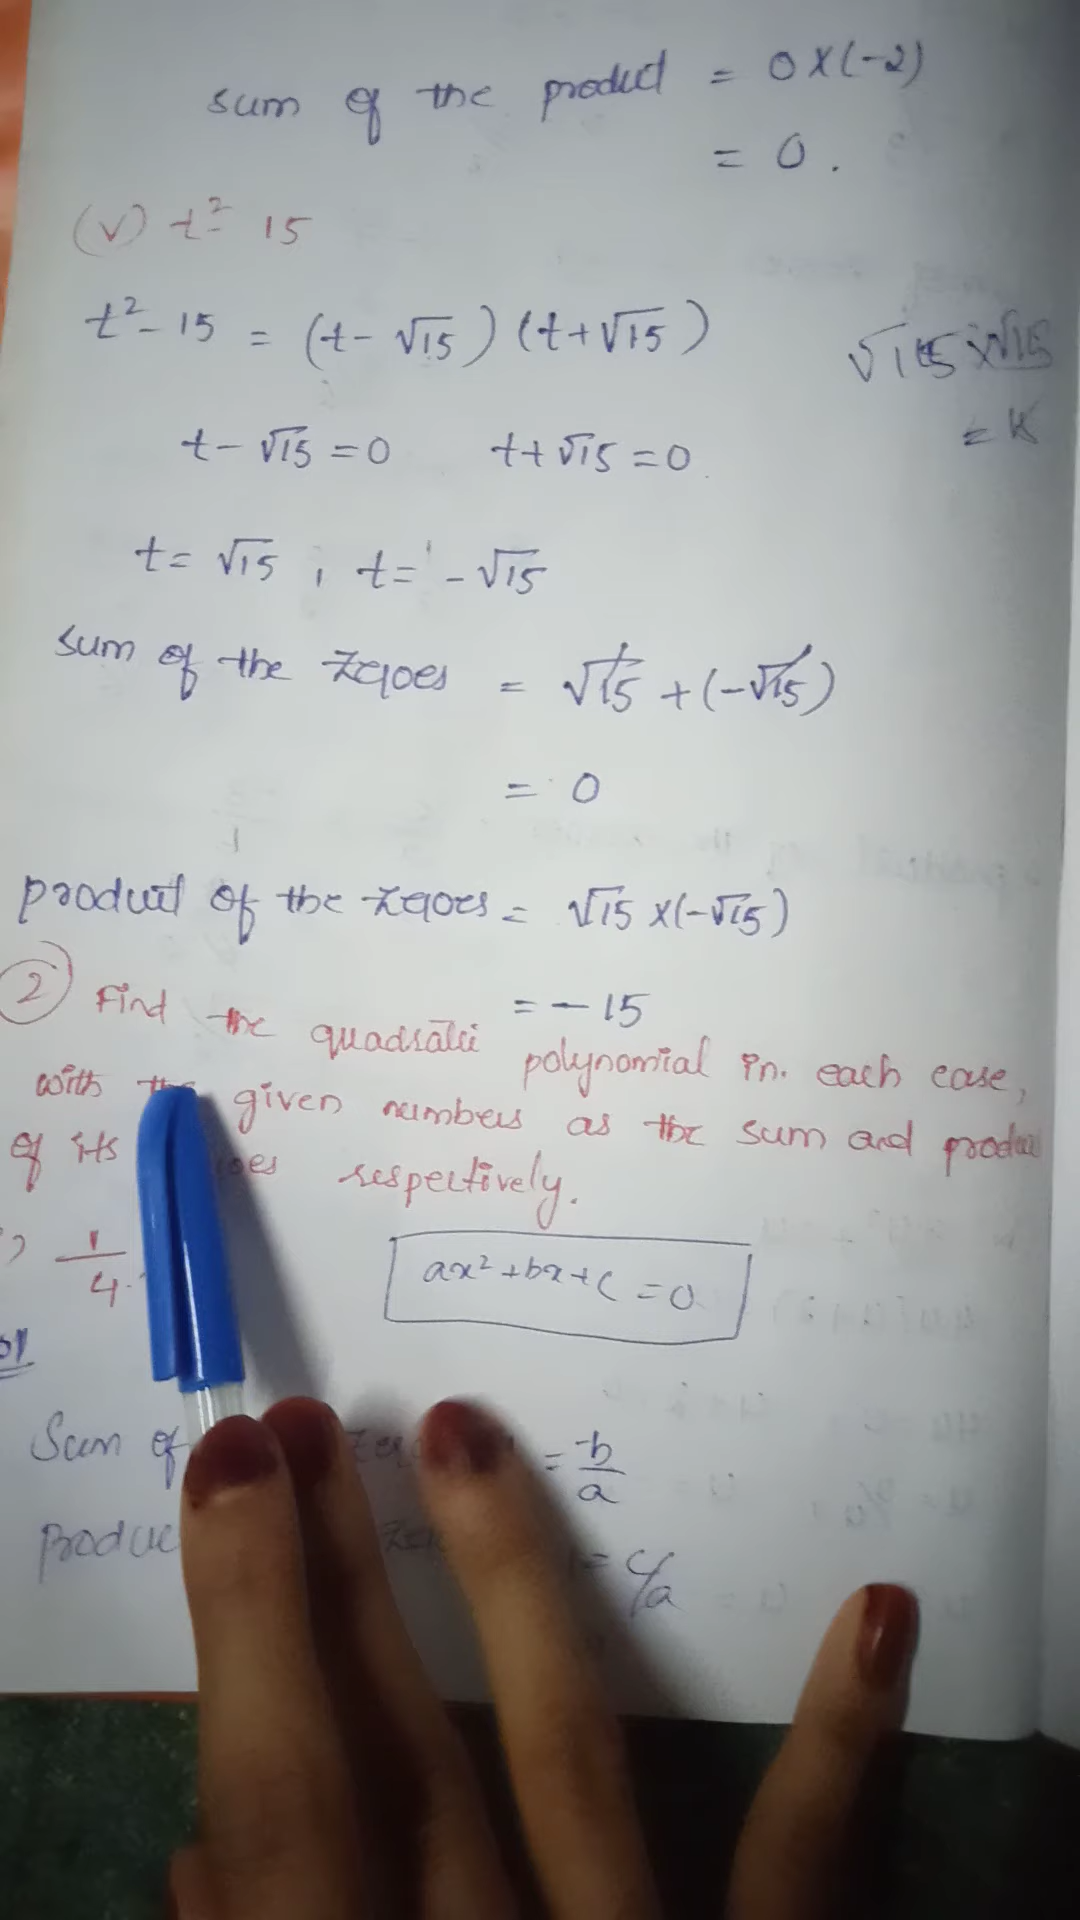 sum of the product = 0 x (-2)
= 0.
(v) t² - 15
t² - 15 = (t - √15) (t + √15)
√15 x √15
t - √15 = 0 t + √15 = 0
t = √15 , t = - √15
sum of the zeroes = √15 + (-√15)
= 0
product of the zeroes = √15 x (-√15)
= - 15
(2) Find the quadratic polynomial in each case,
with the given numbers as the sum and produ
of its respectively.
1/4
ax² + bx + c = 0
Sum of = -b/a
= c/a